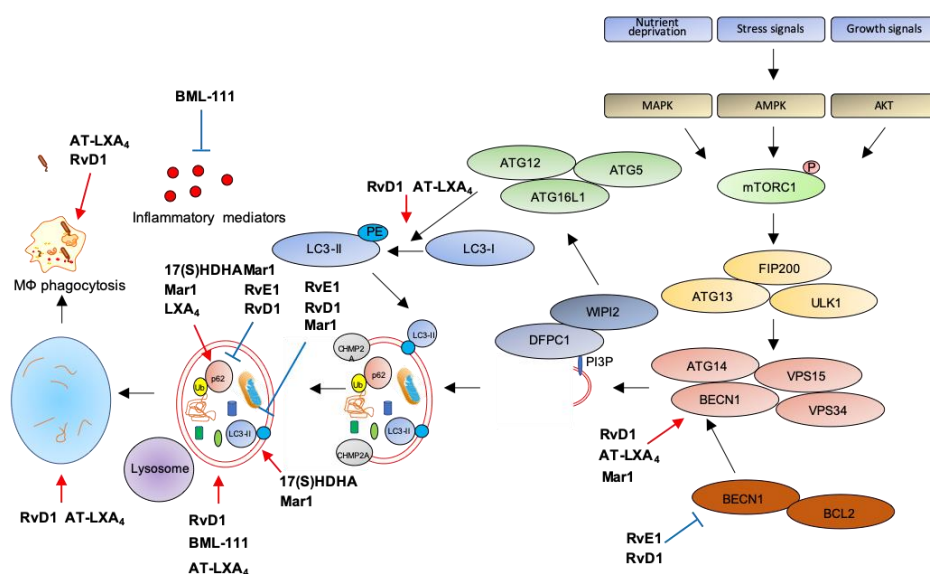 Nutrient deprivation
Stress signals
Growth signals
MAPK
AMPK
AKT
P
mTORC1
FIP200
ATG13
ULK1
ATG14
VPS15
BECN1
VPS34
RvD1
AT-LXA4
Mar1
BECN1
BCL2
RvE1
RvD1
WIPI2
DFPC1
PI3P
ATG12
ATG5
ATG16L1
RvD1 AT-LXA4
PE
LC3-II
LC3-I
BML-111
Inflammatory mediators
AT-LXA4
RvD1
MΦ phagocytosis
17(S)HDHA
Mar1
LXA4
Mar1
RvE1
RvD1
RvE1
RvD1
Mar1
CHMP2A
LC3-II
p62
Ub
LC3-II
CHMP2A
p62
Ub
LC3-II
17(S)HDHA
Mar1
Lysosome
RvD1
BML-111
AT-LXA4
RvD1 AT-LXA4